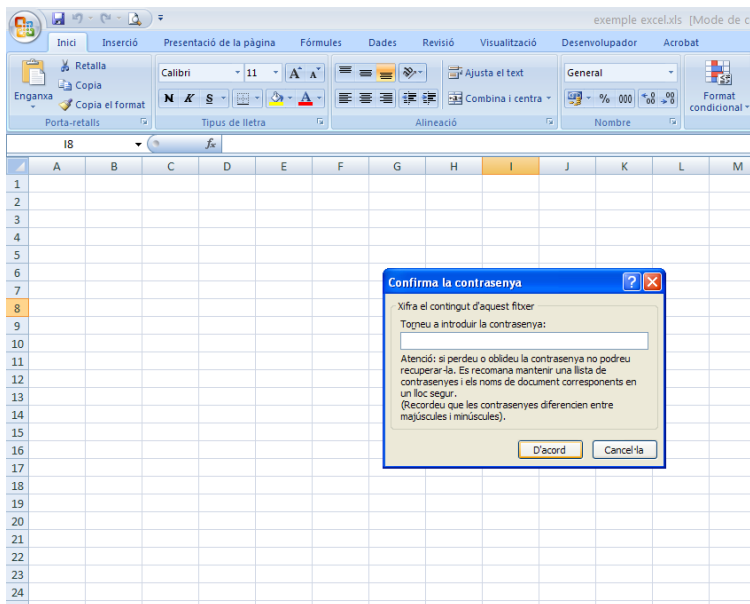 exemple excel.xls [Mode de c
Inici Inserció Presentació de la pàgina Fórmules Dades Revisió Visualització Desenvolupador Acrobat
Enganxa
Retalla
Copia
Copia el format
Porta-retalls
Calibri 11 A A
N K S A
Tipus de lletra
Ajusta el text
Combina i centra
Alineació
General
% 000
Nombre
Format
condicional
I8 fx
A B C D E F G H I J K L M
1
2
3
4
5
6
7
8
9
10
11
12
13
14
15
16
17
18
19
20
21
22
23
24
Confirma la contrasenya
Xifra el contingut d'aquest fitxer
Torneu a introduir la contrasenya:
Atenció: si perdeu o oblideu la contrasenya no podreu
recuperar-la. Es recomana mantenir una llista de
contrasenyes i els noms de document corresponents en
un lloc segur.
(Recordeu que les contrasenyes diferencien entre
majúscules i minúscules).
D'acord Cancel·la